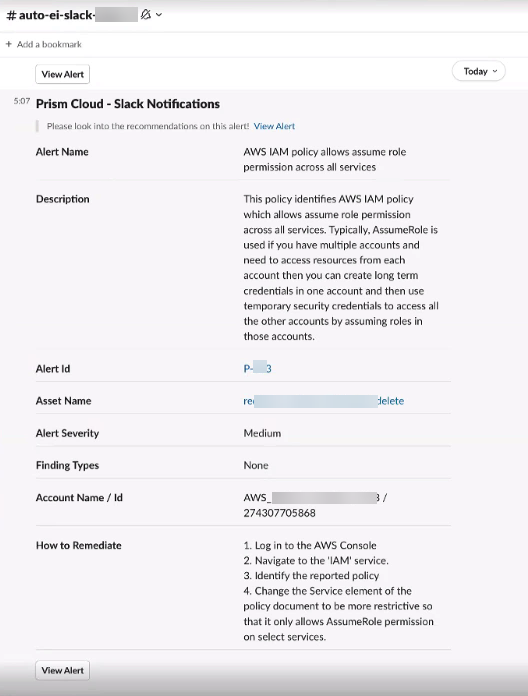 # auto-ei-slack-
+ Add a bookmark
View Alert
Today
5:07 Prism Cloud - Slack Notifications
Please look into the recommendations on this alert! View Alert
Alert Name
AWS IAM policy allows assume role
permission across all services
Description
This policy identifies AWS IAM policy
which allows assume role permission
across all services. Typically, AssumeRole is
used if you have multiple accounts and
need to access resources from each
account then you can create long term
credentials in one account and then use
temporary security credentials to access all
the other accounts by assuming roles in
those accounts.
Alert Id
P- 3
Asset Name
re delete
Alert Severity
Medium
Finding Types
None
Account Name / Id
AWS_ /
274307705868
How to Remediate
1. Log in to the AWS Console
2. Navigate to the 'IAM' service.
3. Identify the reported policy
4. Change the Service element of the
policy document to be more restrictive so
that it only allows AssumeRole permission
on select services.
View Alert